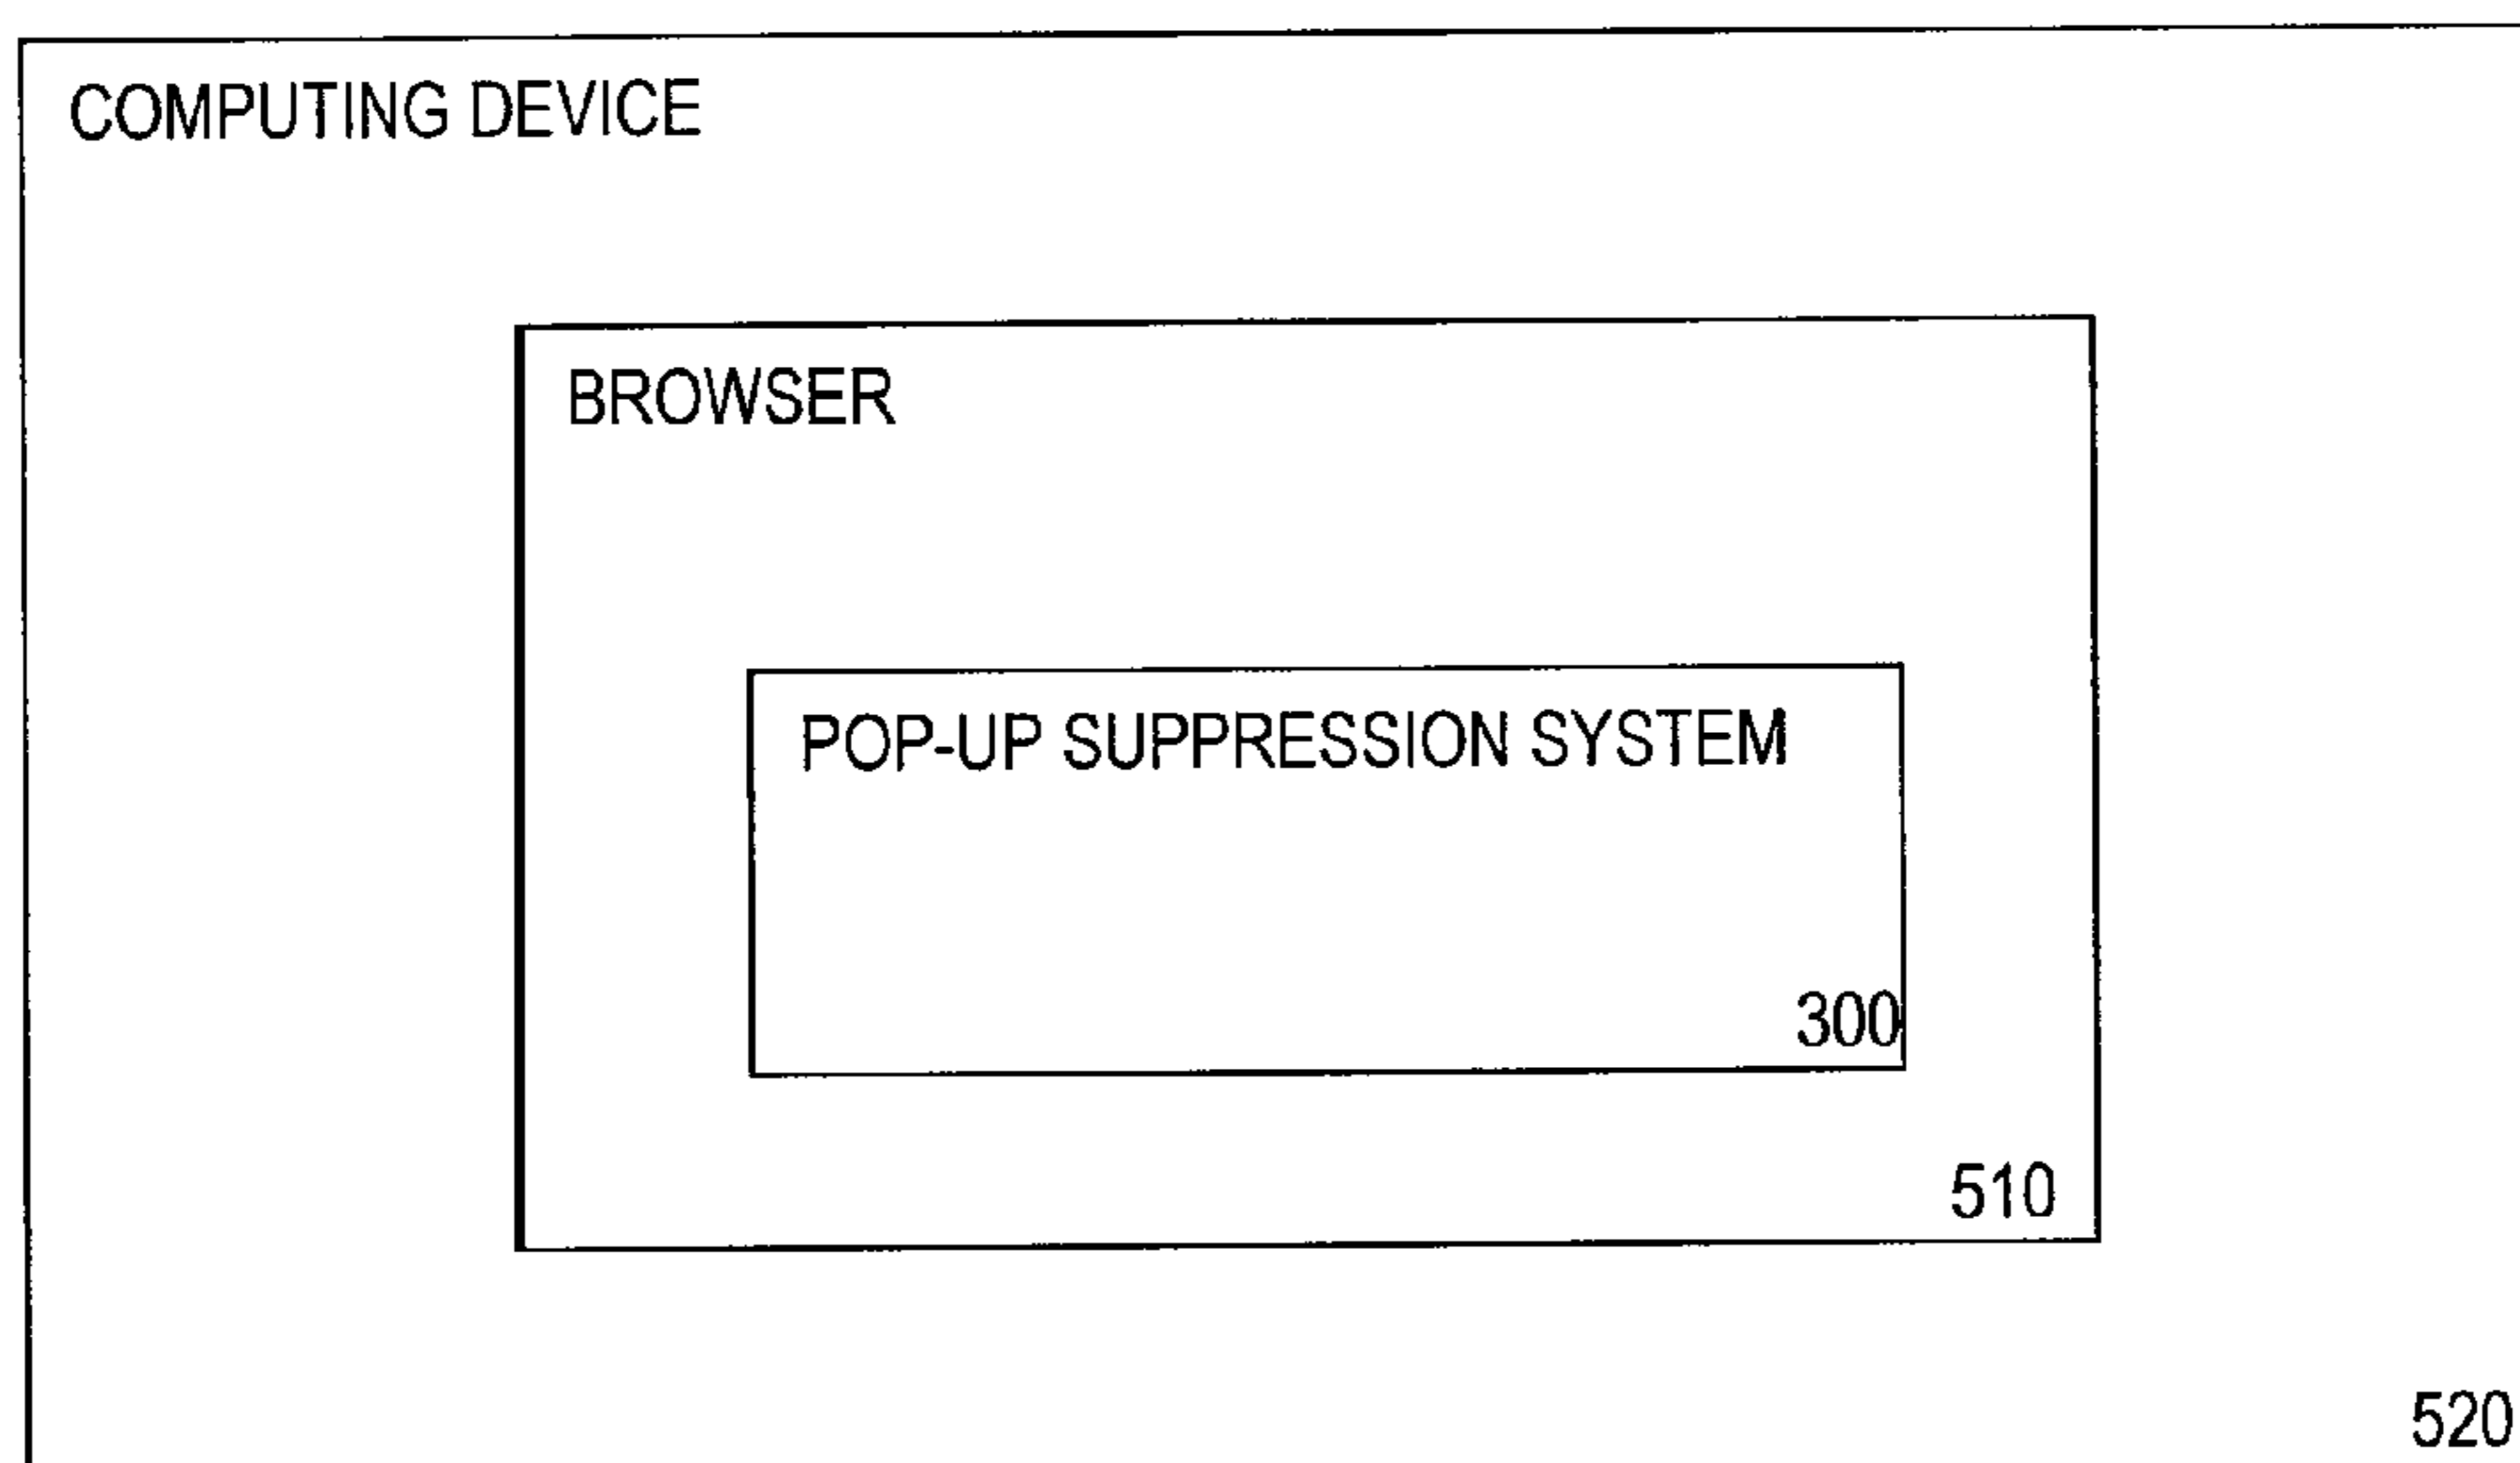 COMPUTING DEVICE
BROWSER
POP-UP SUPPRESSION SYSTEM
300
510
520